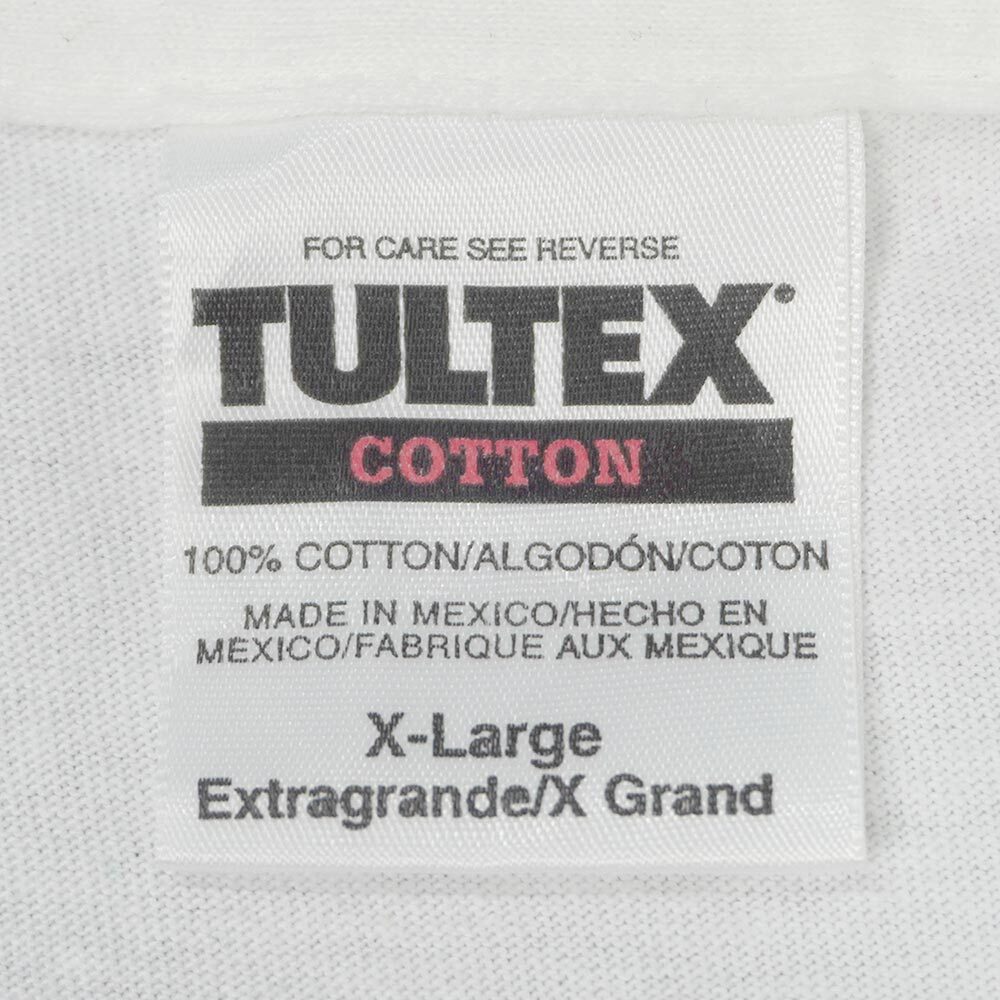 FOR CARE SEE REVERSE
TULTEX®
COTTON
100% COTTON/ALGODÓN/COTON
MADE IN MEXICO/HECHO EN
MEXICO/FABRIQUE AUX MEXIQUE
X-Large
Extragrande/X Grand